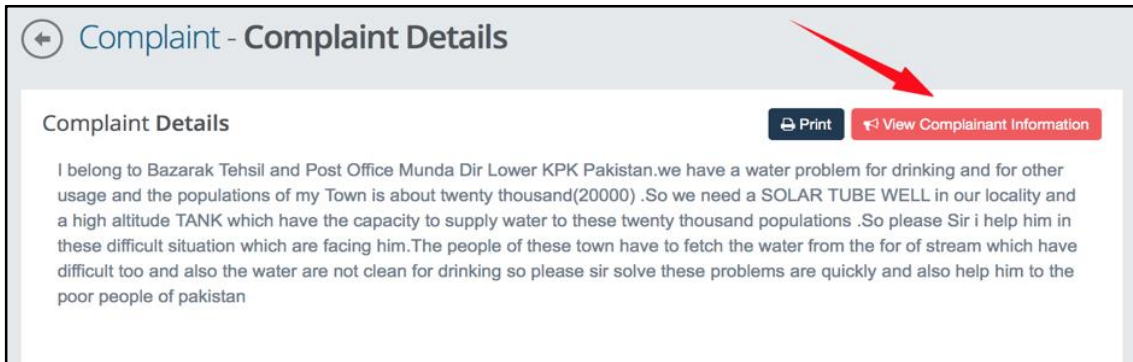 Complaint - Complaint Details
Complaint Details
Print
View Complainant Information
I belong to Bazarak Tehsil and Post Office Munda Dir Lower KPK Pakistan.we have a water problem for drinking and for other
usage and the populations of my Town is about twenty thousand(20000) .So we need a SOLAR TUBE WELL in our locality and
a high altitude TANK which have the capacity to supply water to these twenty thousand populations .So please Sir i help him in
these difficult situation which are facing him.The people of these town have to fetch the water from the for of stream which have
difficult too and also the water are not clean for drinking so please sir solve these problems are quickly and also help him to the
poor people of pakistan